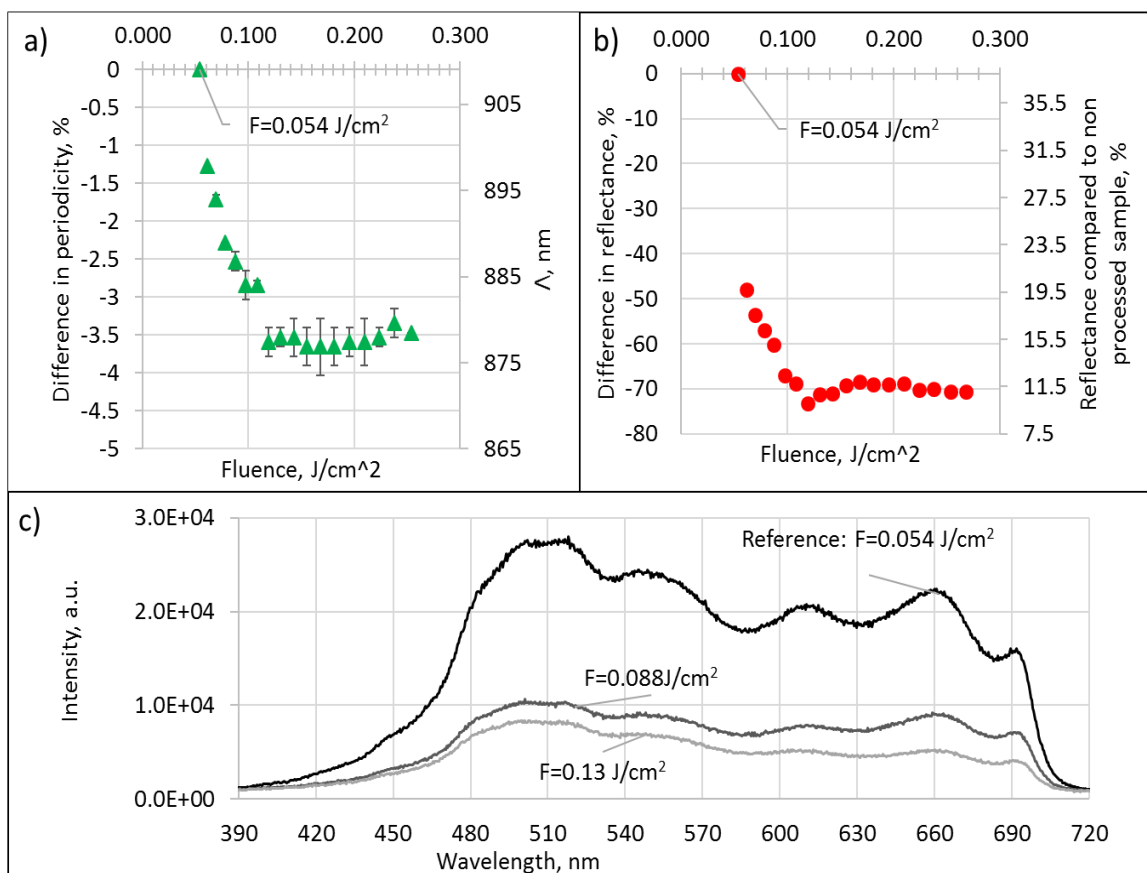 a)
0.000 0.100 0.200 0.300
0
-0.5
-1
-1.5
-2
-2.5
-3
-3.5
-4
-4.5
-5
Difference in periodicity, %
F=0.054 J/cm²
905
895
885
875
865
Λ, nm
Fluence, J/cm^2
b)
0.000 0.100 0.200 0.300
0
-10
-20
-30
-40
-50
-60
-70
-80
Difference in reflectance, %
F=0.054 J/cm²
35.5
31.5
27.5
23.5
19.5
15.5
11.5
7.5
Reflectance compared to non
processed sample, %
Fluence, J/cm^2
c)
3.0E+04
2.0E+04
1.0E+04
0.0E+00
Intensity, a.u.
Reference: F=0.054 J/cm²
F=0.088J/cm²
F=0.13 J/cm²
390 420 450 480 510 540 570 600 630 660 690 720
Wavelength, nm